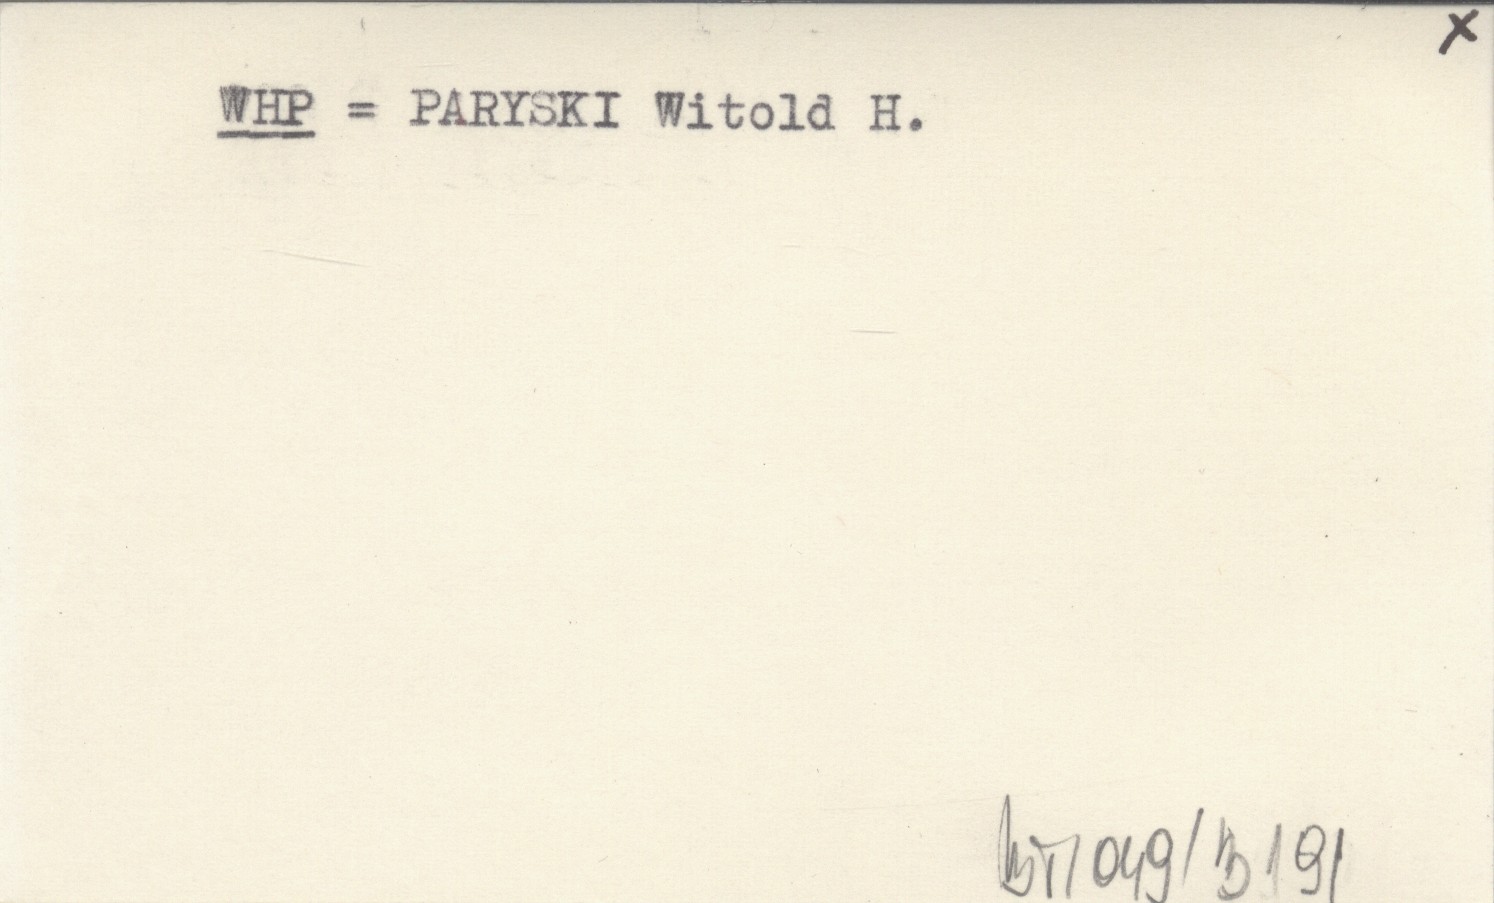 x
WHP = PARYSKI Witold H.